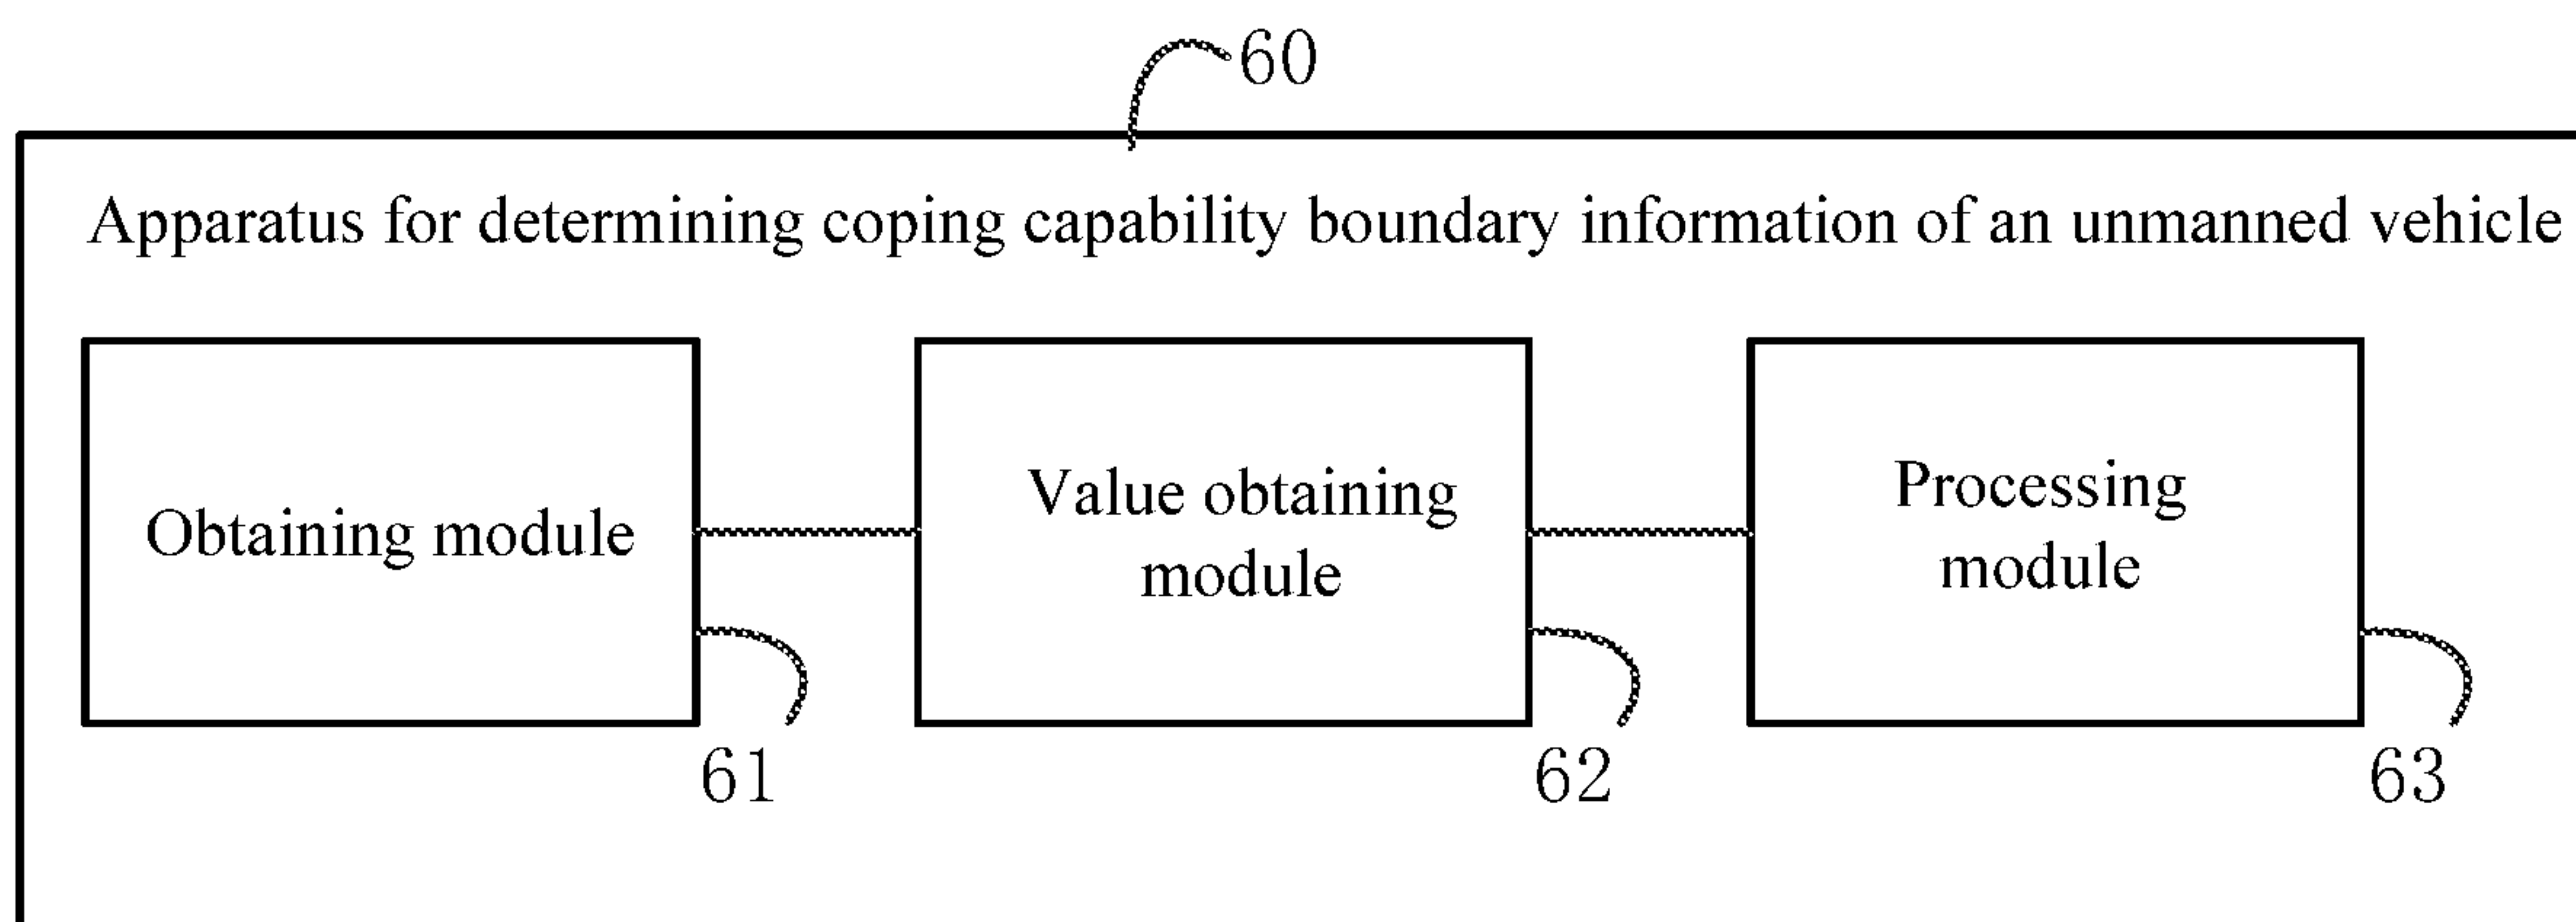 60
Apparatus for determining coping capability boundary information of an unmanned vehicle
Obtaining module
Value obtaining
module
Processing
module
61
62
63